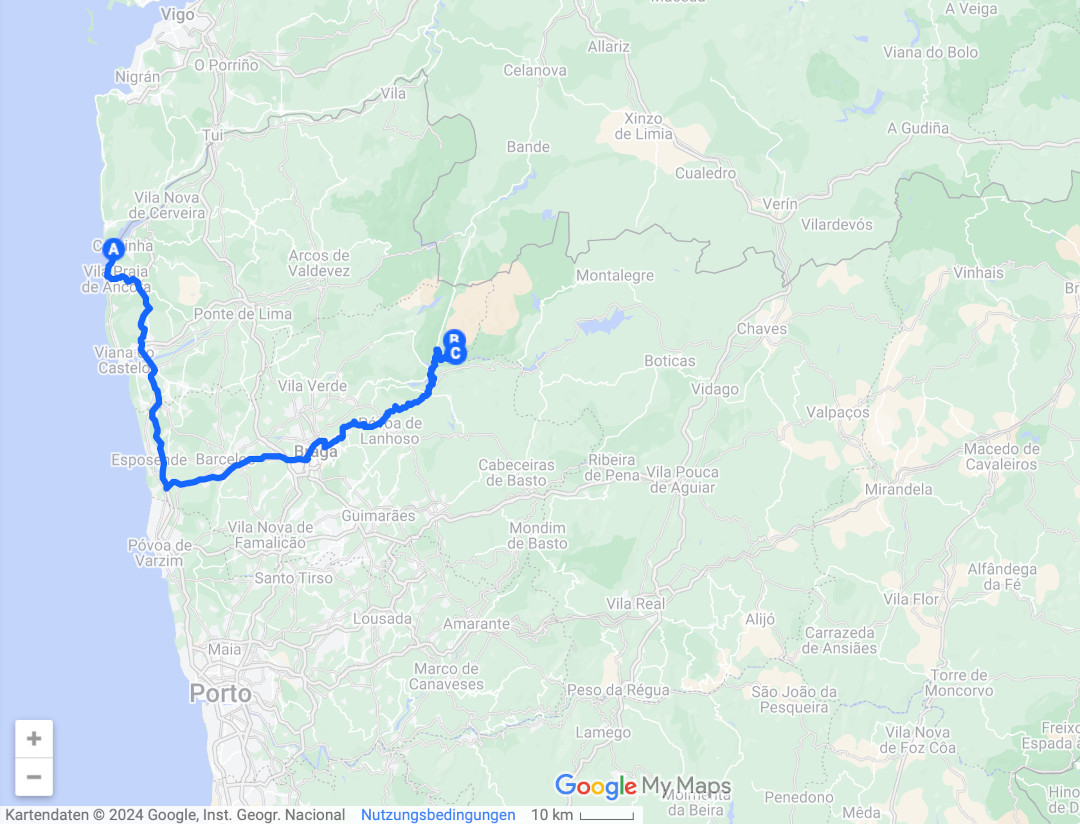 Vigo
A Veiga
Allariz
Viana do Bolo
O Porriño
Celanova
Nigrán
Vila
Xinzo
de Limia
A Gudiña
Tui
Bande
Cualedro
Verín
Vila Nova
de Cerveira
Vilardevós
A
Arcos de
Valdevez
Montalegre
Vinhais
Vila Praia
de Âncora
Ponte de Lima
Chaves
B
C
Viana do
Castelo
Boticas
Vila Verde
Vidago
Valpaços
Póvoa de
Lanhoso
Braga
Esposende
Barcelos
Macedo de
Cavaleiros
Cabeceiras
de Basto
Ribeira
de Pena
Vila Pouca
de Aguiar
Mirandela
Guimarães
Vila Nova de
Famalicão
Mondim
de Basto
Póvoa de
Varzim
Santo Tirso
Alfândega
da Fé
Vila Flor
Vila Real
Lousada
Amarante
Alijó
Carrazeda
de Ansiães
Maia
Marco de
Canaveses
Torre de
Moncorvo
Porto
Peso da Régua
São João da
Pesqueira
Lamego
Vila Nova
de Foz Côa
Freixo
Espada à
+
−
Google My Maps
Moimenta
da Beira
Penedono
Mêda
Hino
de
Kartendaten © 2024 Google, Inst. Geogr. Nacional Nutzungsbedingungen 10 km